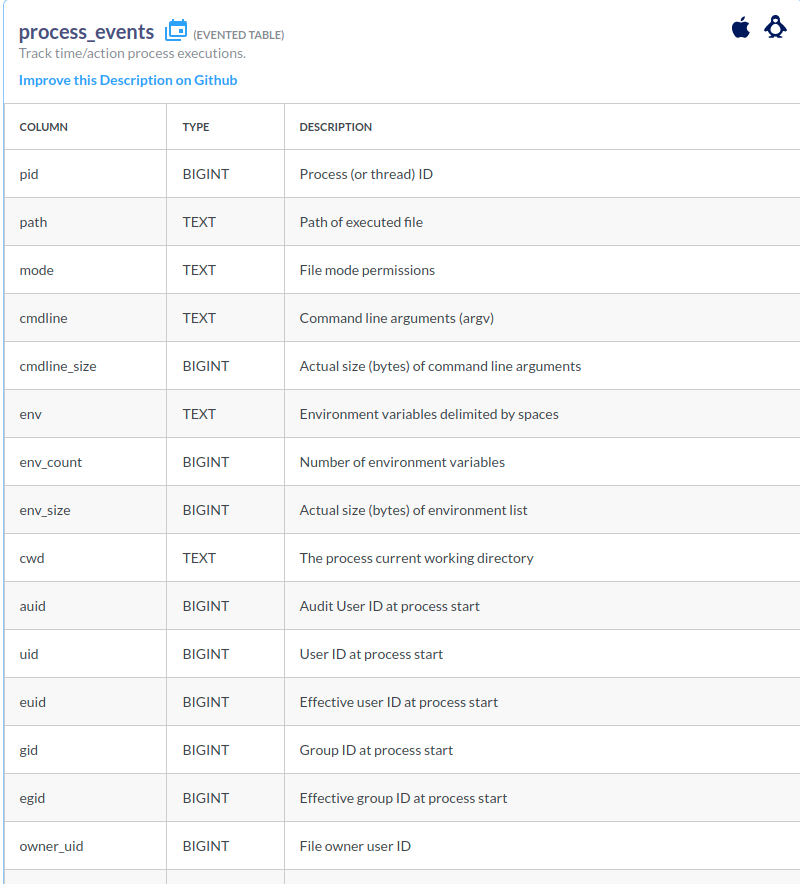 process_events (EVENTED TABLE)
Track time/action process executions.
Improve this Description on Github
COLUMN TYPE DESCRIPTION
pid BIGINT Process (or thread) ID
path TEXT Path of executed file
mode TEXT File mode permissions
cmdline TEXT Command line arguments (argv)
cmdline_size BIGINT Actual size (bytes) of command line arguments
env TEXT Environment variables delimited by spaces
env_count BIGINT Number of environment variables
env_size BIGINT Actual size (bytes) of environment list
cwd TEXT The process current working directory
auid BIGINT Audit User ID at process start
uid BIGINT User ID at process start
euid BIGINT Effective user ID at process start
gid BIGINT Group ID at process start
egid BIGINT Effective group ID at process start
owner_uid BIGINT File owner user ID